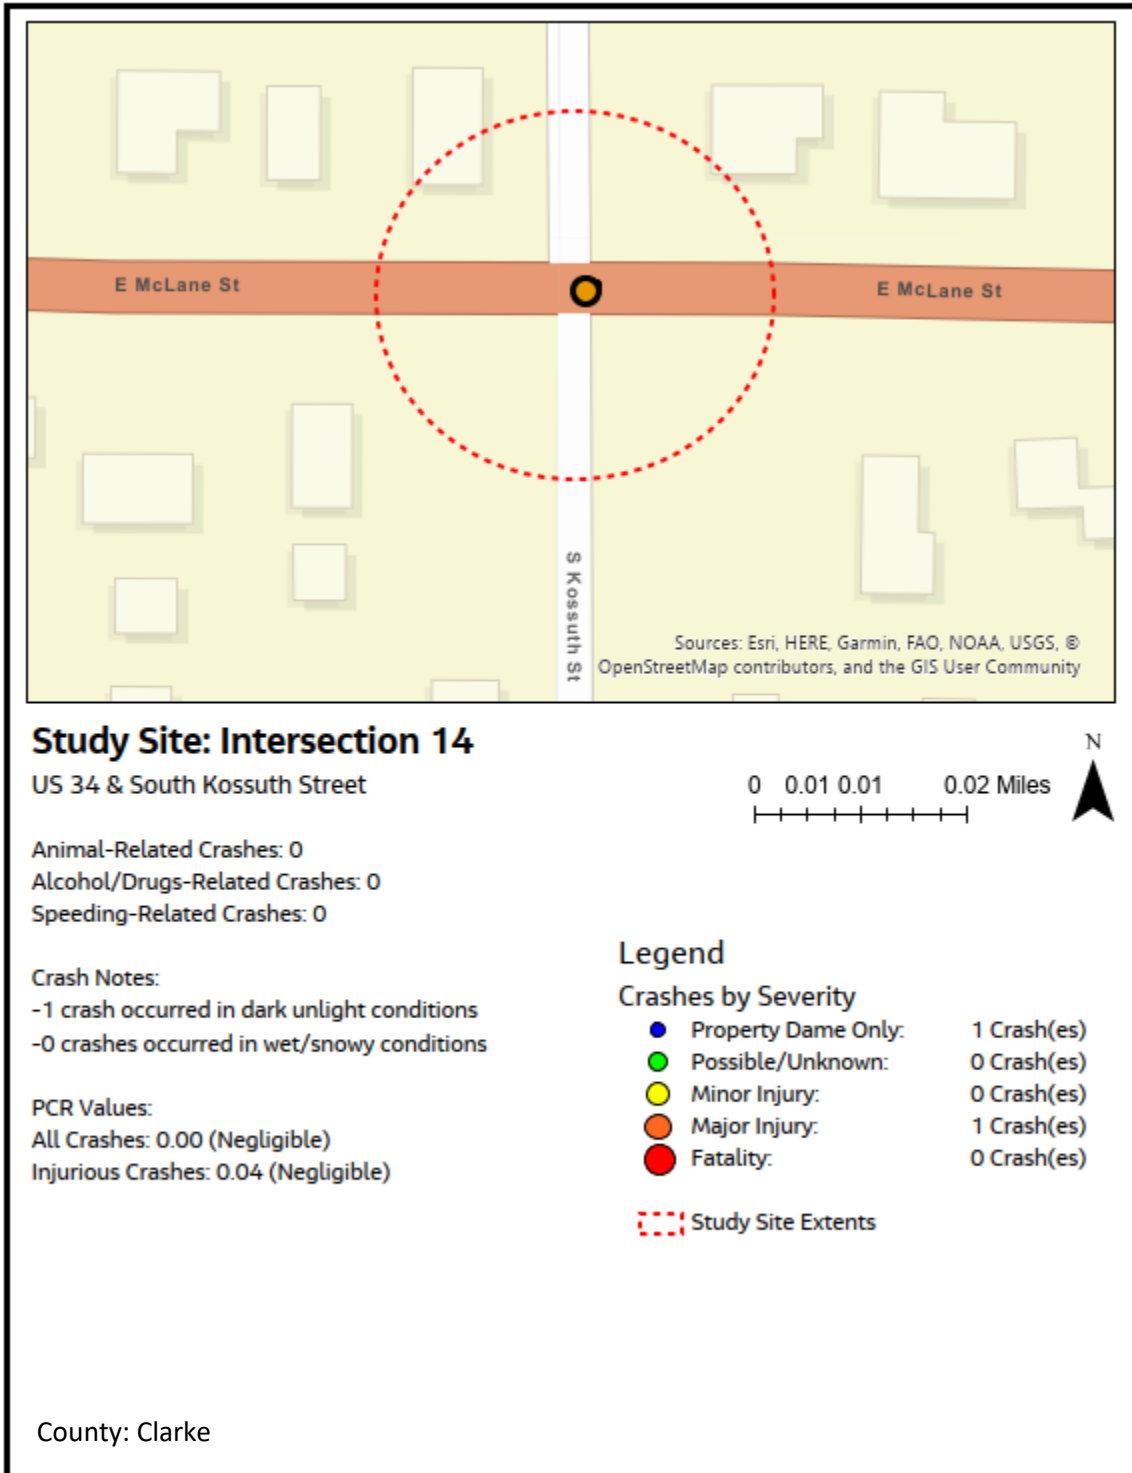 E McLane St
E McLane St
S Kossuth St
Sources: Esri, HERE, Garmin, FAO, NOAA, USGS, ©
OpenStreetMap contributors, and the GIS User Community
Study Site: Intersection 14
US 34 & South Kossuth Street
N
0 0.01 0.01 0.02 Miles
Animal-Related Crashes: 0
Alcohol/Drugs-Related Crashes: 0
Speeding-Related Crashes: 0
Crash Notes:
-1 crash occurred in dark unlight conditions
-0 crashes occurred in wet/snowy conditions
PCR Values:
All Crashes: 0.00 (Negligible)
Injurious Crashes: 0.04 (Negligible)
Legend
Crashes by Severity
Property Dame Only: 1 Crash(es)
Possible/Unknown: 0 Crash(es)
Minor Injury: 0 Crash(es)
Major Injury: 1 Crash(es)
Fatality: 0 Crash(es)
Study Site Extents
County: Clarke